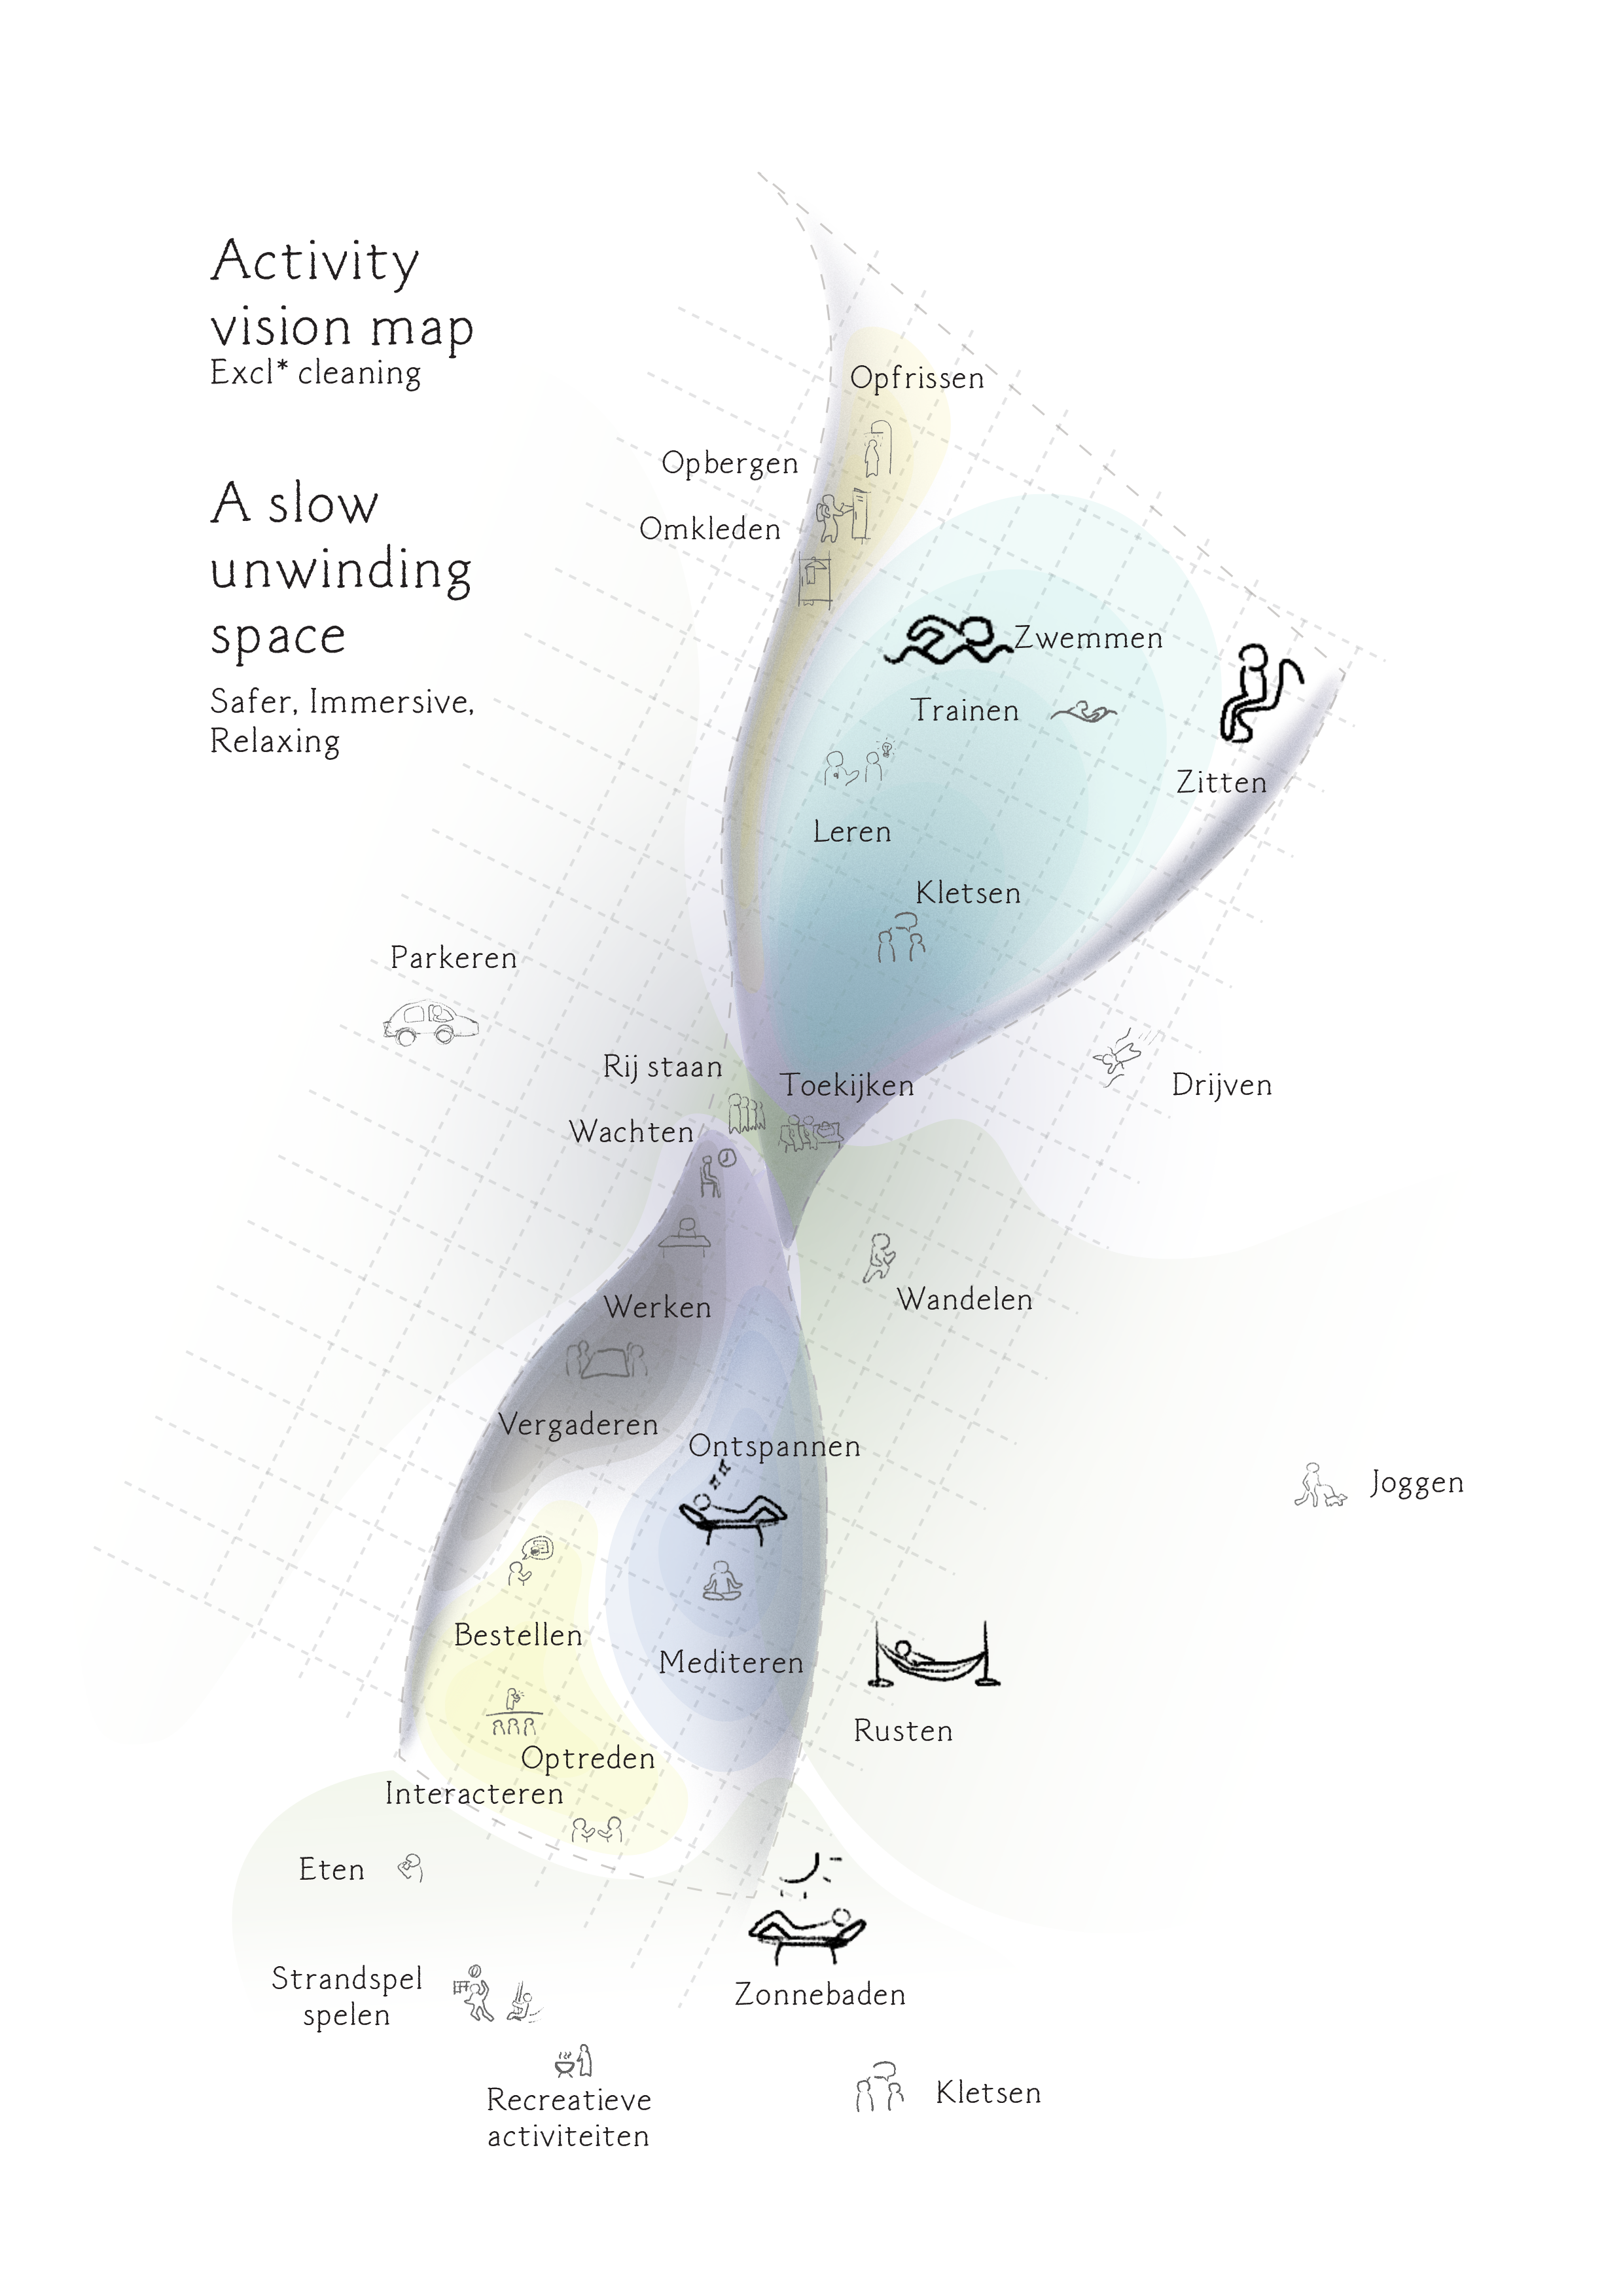 Activity
vision map
Excl* cleaning
A slow
unwinding
space
Safer, Immersive,
Relaxing
Opfrissen
Opbergen
Omkleden
Zwemmen
Trainen
Zitten
Leren
Kletsen
Parkeren
Rij staan
Toekijken
Drijven
Wachten
Wandelen
Werken
Vergaderen
Ontspannen
Joggen
Bestellen
Mediteren
Rusten
Optreden
Interacteren
Eten
Strandspel
spelen
Zonnebaden
Recreatieve
activiteiten
Kletsen